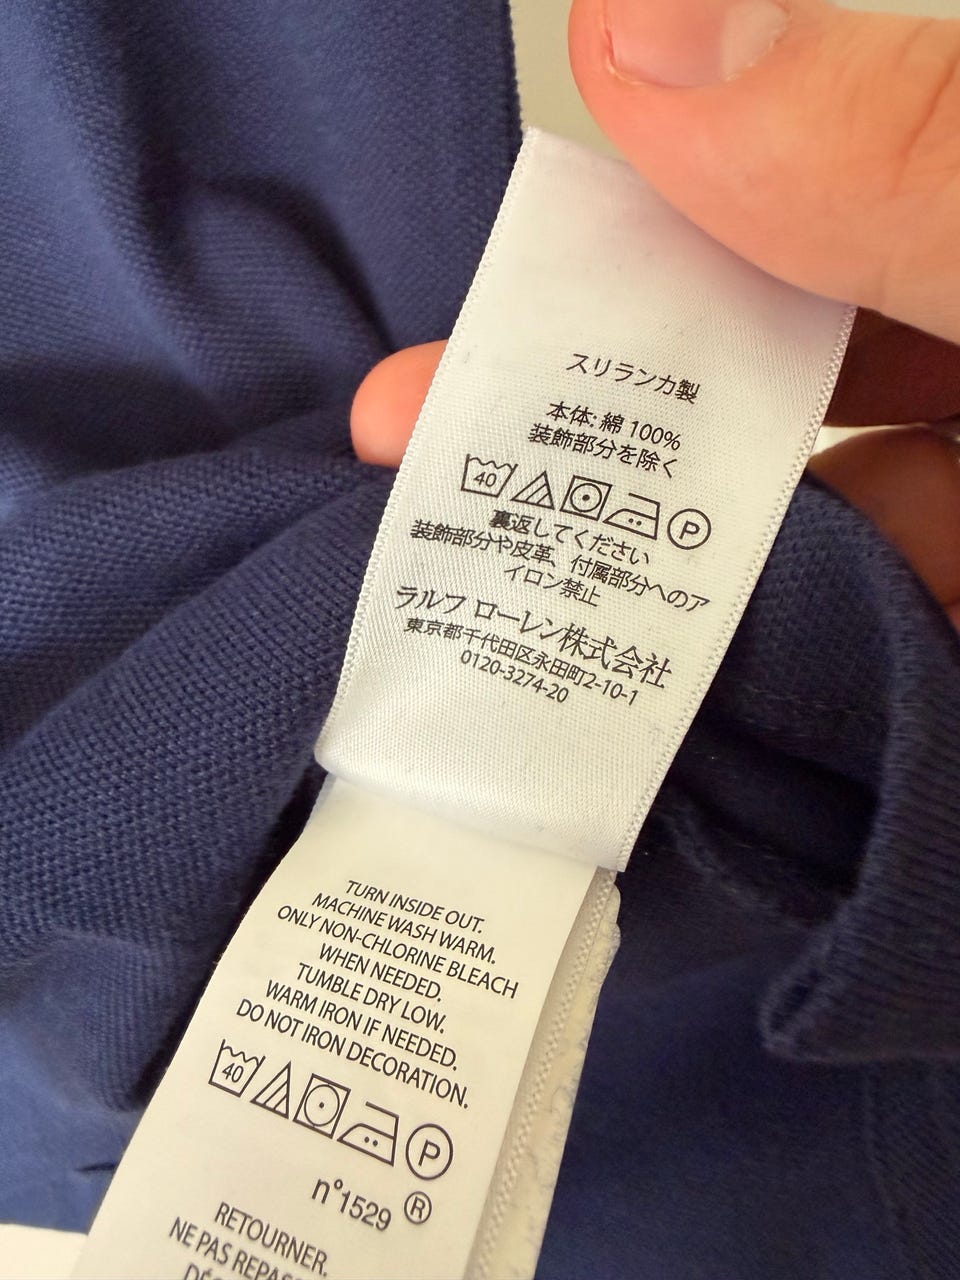 スリランカ製
本体: 綿 100%
装飾部分を除く
40 P
裏返してください
装飾部分や皮革、付属部分へのア
イロン禁止
ラルフ ローレン株式会社
東京都千代田区永田町2-10-1
0120-3274-20
TURN INSIDE OUT.
MACHINE WASH WARM.
ONLY NON-CHLORINE BLEACH
WHEN NEEDED.
TUMBLE DRY LOW.
WARM IRON IF NEEDED.
DO NOT IRON DECORATION.
40 P
n°1529 ®
RETOURNER.
NE PAS REPASS